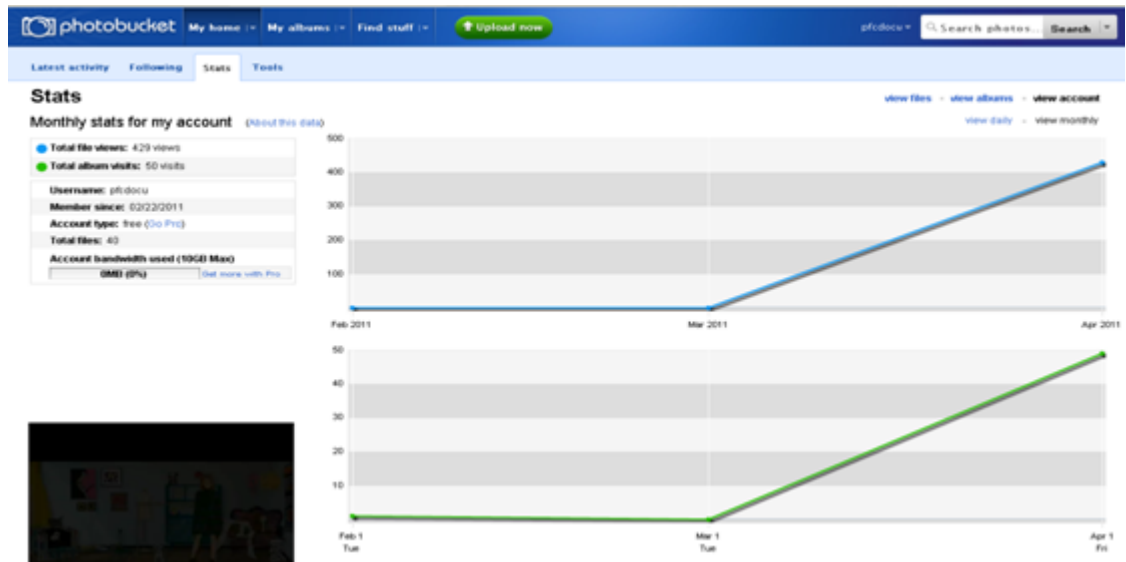 photobucket My home My albums Find stuff Upload now pfcdocu Search photos... Search
Latest activity Following Stats Tools
Stats
view files - view albums - view account
Monthly stats for my account (About this data)
view daily - view monthly
Total file views: 429 views
Total album visits: 50 visits
Username: pfcdocu
Member since: 02/22/2011
Account type: free (Go Pro)
Total files: 40
Account bandwidth used (10GB Max)
0MB (0%) Get more with Pro
500
400
300
200
100
Feb 2011 Mar 2011 Apr 2011
50
40
30
20
10
Feb 1 Mar 1 Apr 1
Tue Tue Fri